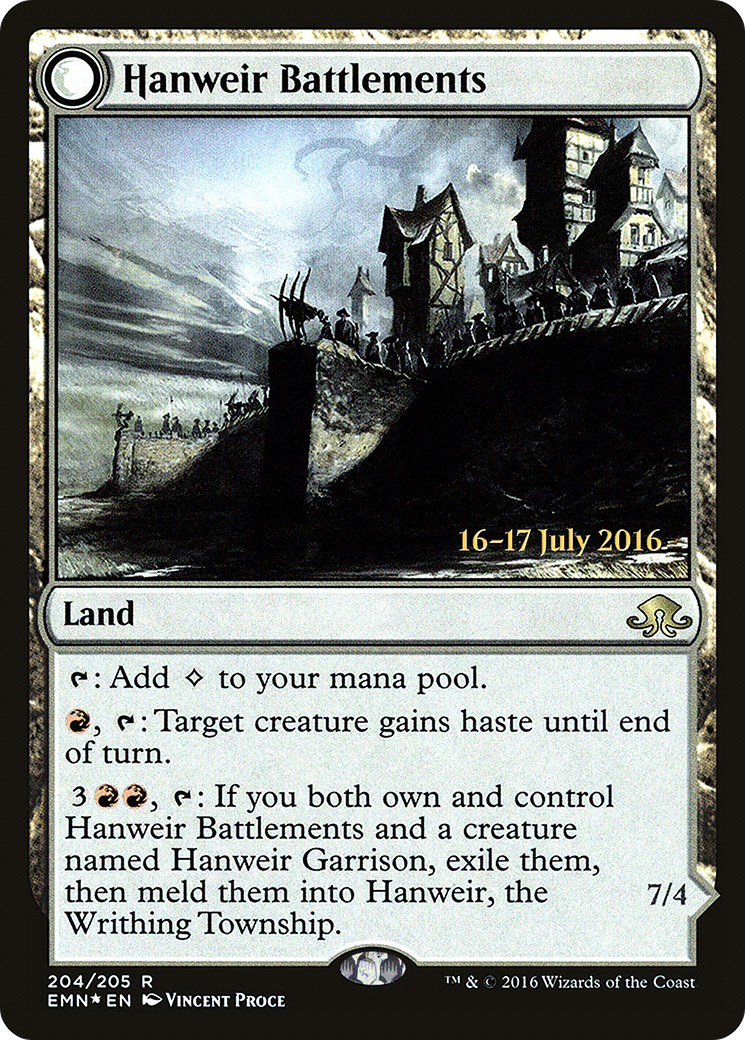 Hanweir Battlements
16–17 July 2016
Land
: Add to your mana pool.
, : Target creature gains haste until end
of turn.
3, : If you both own and control
Hanweir Battlements and a creature
named Hanweir Garrison, exile them,
then meld them into Hanweir, the
Writhing Township.
7/4
204/205 R
EMN★EN Vincent Proce
™ & © 2016 Wizards of the Coast